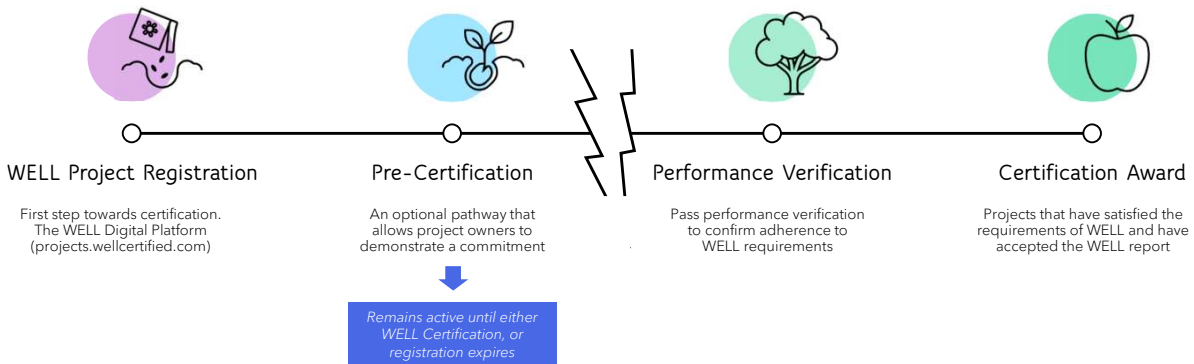 WELL Project Registration
First step towards certification.
The WELL Digital Platform
(projects.wellcertified.com)
Pre-Certification
An optional pathway that
allows project owners to
demonstrate a commitment
Remains active until either
WELL Certification, or
registration expires
Performance Verification
Pass performance verification
to confirm adherence to
WELL requirements
Certification Award
Projects that have satisfied the
requirements of WELL and have
accepted the WELL report